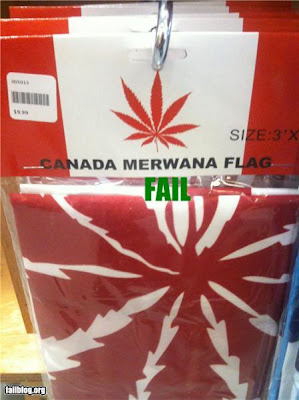 $9.99
SIZE:3'X
CANADA MERWANA FLAG
FAIL
failblog.org